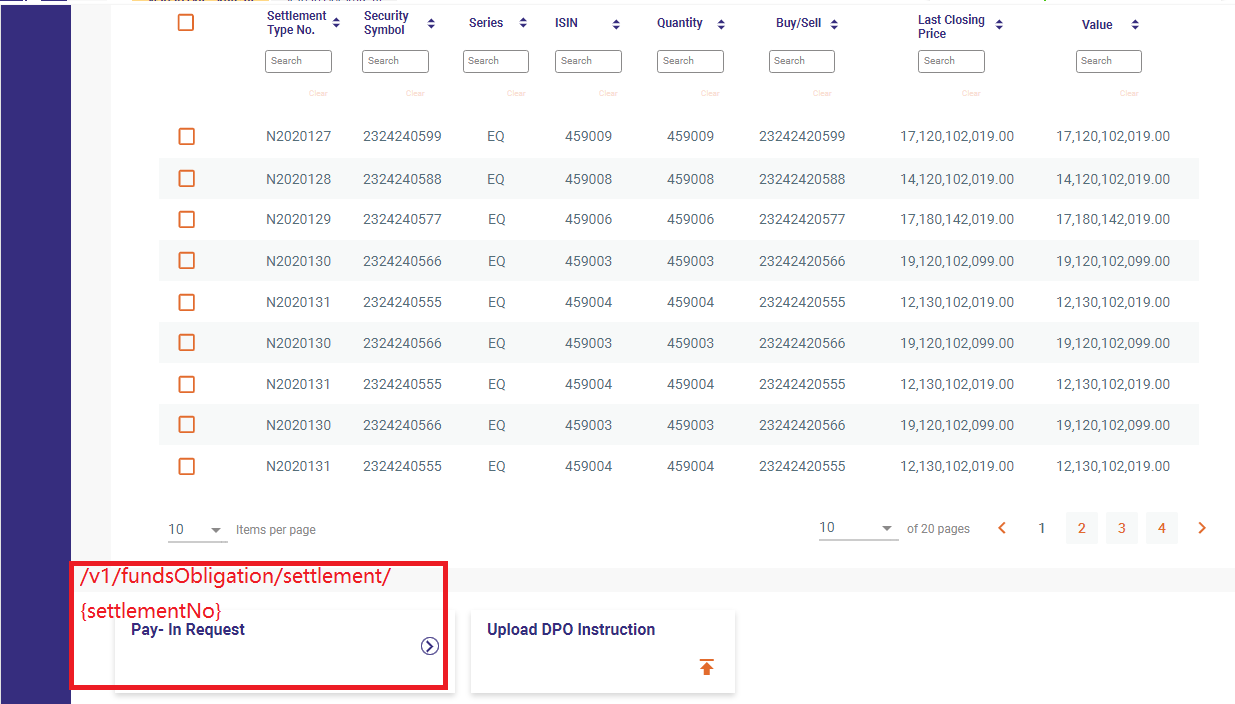 Settlement Type No. Security Symbol Series ISIN Quantity Buy/Sell Last Closing Price Value
Search Search Search Search Search Search Search Search
Clear Clear Clear Clear Clear Clear Clear Clear
N2020127 2324240599 EQ 459009 459009 23242420599 17,120,102,019.00 17,120,102,019.00
N2020128 2324240588 EQ 459008 459008 23242420588 14,120,102,019.00 14,120,102,019.00
N2020129 2324240577 EQ 459006 459006 23242420577 17,180,142,019.00 17,180,142,019.00
N2020130 2324240566 EQ 459003 459003 23242420566 19,120,102,099.00 19,120,102,099.00
N2020131 2324240555 EQ 459004 459004 23242420555 12,130,102,019.00 12,130,102,019.00
N2020130 2324240566 EQ 459003 459003 23242420566 19,120,102,099.00 19,120,102,099.00
N2020131 2324240555 EQ 459004 459004 23242420555 12,130,102,019.00 12,130,102,019.00
N2020130 2324240566 EQ 459003 459003 23242420566 19,120,102,099.00 19,120,102,099.00
N2020131 2324240555 EQ 459004 459004 23242420555 12,130,102,019.00 12,130,102,019.00
10 Items per page 10 of 20 pages 1 2 3 4
/v1/fundsObligation/settlement/
{settlementNo}
Pay- In Request Upload DPO Instruction